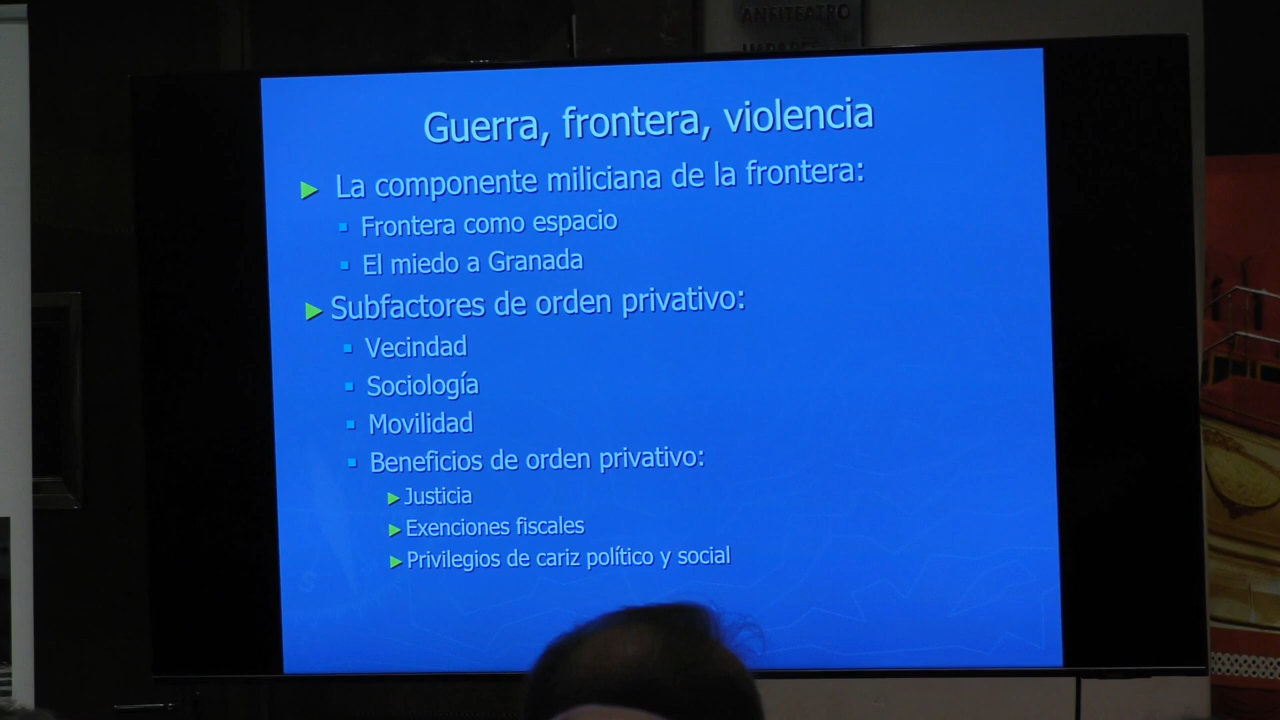 ANFITEATRO
Guerra, frontera, violencia
La componente miliciana de la frontera:
Frontera como espacio
El miedo a Granada
Subfactores de orden privativo:
Vecindad
Sociología
Movilidad
Beneficios de orden privativo:
Justicia
Exenciones fiscales
Privilegios de cariz político y social